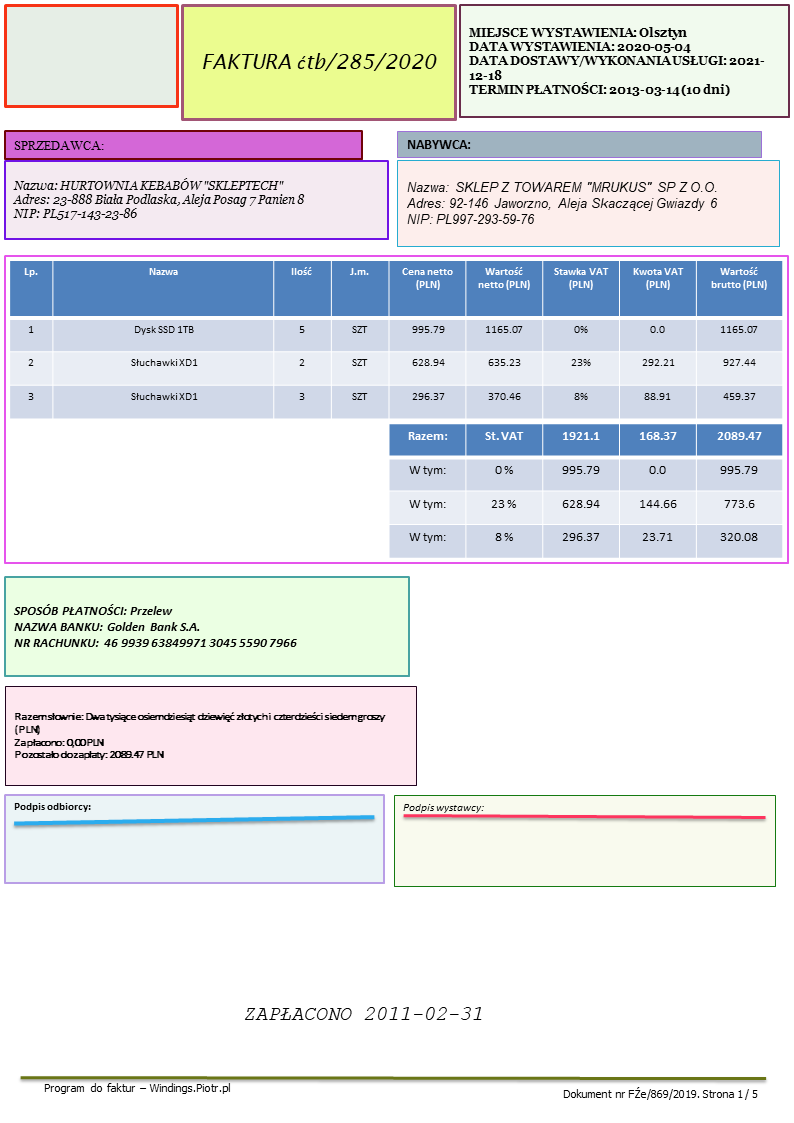 FAKTURA ćtb/285/2020
MIEJSCE WYSTAWIENIA: Olsztyn
DATA WYSTAWIENIA: 2020-05-04
DATA DOSTAWY/WYKONANIA USŁUGI: 2021-
12-18
TERMIN PŁATNOŚCI: 2013-03-14 (10 dni)
SPRZEDAWCA:
Nazwa: HURTOWNIA KEBABÓW "SKLEPTECH"
Adres: 23-888 Biała Podlaska, Aleja Posag 7 Panien 8
NIP: PL517-143-23-86
NABYWCA:
Nazwa: SKLEP Z TOWAREM "MRUKUS" SP Z O.O.
Adres: 92-146 Jaworzno, Aleja Skaczącej Gwiazdy 6
NIP: PL997-293-59-76
Lp. Nazwa Ilość J.m. Cena netto (PLN) Wartość netto (PLN) Stawka VAT (PLN) Kwota VAT (PLN) Wartość brutto (PLN)
1 Dysk SSD 1TB 5 SZT 995.79 1165.07 0% 0.0 1165.07
2 Słuchawki XD1 2 SZT 628.94 635.23 23% 292.21 927.44
3 Słuchawki XD1 3 SZT 296.37 370.46 8% 88.91 459.37
Razem: St. VAT 1921.1 168.37 2089.47
W tym: 0 % 995.79 0.0 995.79
W tym: 23 % 628.94 144.66 773.6
W tym: 8 % 296.37 23.71 320.08
SPOSÓB PŁATNOŚCI: Przelew
NAZWA BANKU: Golden Bank S.A.
NR RACHUNKU: 46 9939 63849971 3045 5590 7966
Razem słownie: Dwa tysiące osiemdziesiąt dziewięć złotych i czterdzieści siedem groszy
(PLN)
Zapłacono: 0,00 PLN
Pozostało do zapłaty: 2089.47 PLN
Podpis odbiorcy:
Podpis wystawcy:
ZAPŁACONO 2011-02-31
Program do faktur – Windings.Piotr.pl
Dokument nr FŹe/869/2019. Strona 1 / 5